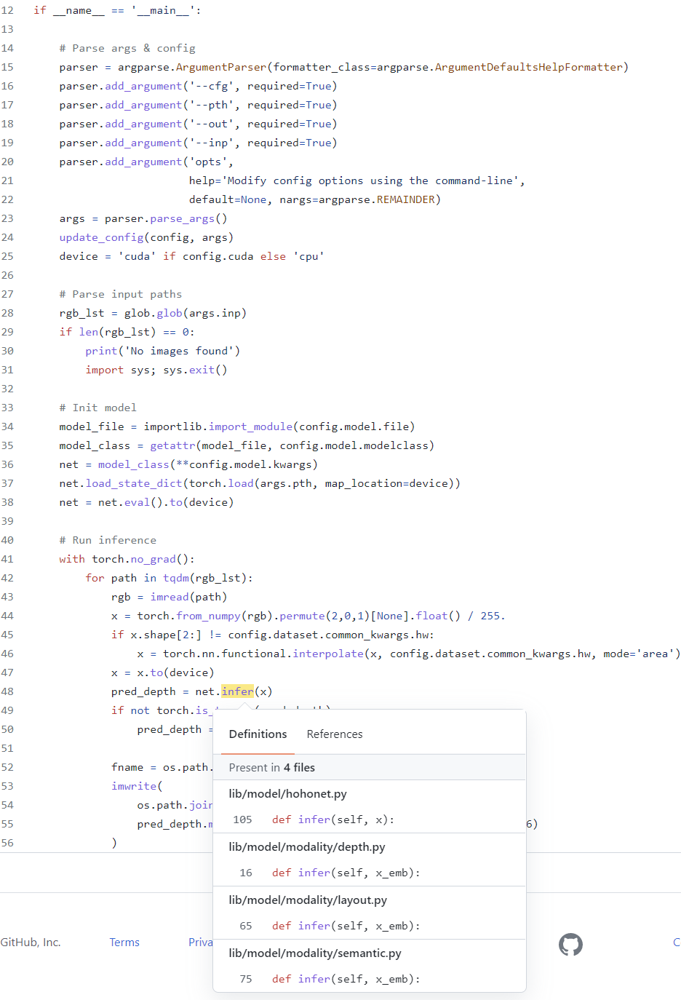 12 if __name__ == '__main__':
13
14 # Parse args & config
15 parser = argparse.ArgumentParser(formatter_class=argparse.ArgumentDefaultsHelpFormatter)
16 parser.add_argument('--cfg', required=True)
17 parser.add_argument('--pth', required=True)
18 parser.add_argument('--out', required=True)
19 parser.add_argument('--inp', required=True)
20 parser.add_argument('opts',
21 help='Modify config options using the command-line',
22 default=None, nargs=argparse.REMAINDER)
23 args = parser.parse_args()
24 update_config(config, args)
25 device = 'cuda' if config.cuda else 'cpu'
26
27 # Parse input paths
28 rgb_lst = glob.glob(args.inp)
29 if len(rgb_lst) == 0:
30 print('No images found')
31 import sys; sys.exit()
32
33 # Init model
34 model_file = importlib.import_module(config.model.file)
35 model_class = getattr(model_file, config.model.modelclass)
36 net = model_class(**config.model.kwargs)
37 net.load_state_dict(torch.load(args.pth, map_location=device))
38 net = net.eval().to(device)
39
40 # Run inference
41 with torch.no_grad():
42 for path in tqdm(rgb_lst):
43 rgb = imread(path)
44 x = torch.from_numpy(rgb).permute(2,0,1)[None].float() / 255.
45 if x.shape[2:] != config.dataset.common_kwargs.hw:
46 x = torch.nn.functional.interpolate(x, config.dataset.common_kwargs.hw, mode='area')
47 x = x.to(device)
48 pred_depth = net.infer(x)
49 if not torch.is_
50 pred_depth =
51
52 fname = os.path.
53 imwrite(
54 os.path.join
55 pred_depth. 6)
56 )
Definitions References
Present in 4 files
lib/model/hohonet.py
105 def infer(self, x):
lib/model/modality/depth.py
16 def infer(self, x_emb):
lib/model/modality/layout.py
65 def infer(self, x_emb):
lib/model/modality/semantic.py
75 def infer(self, x_emb):
GitHub, Inc. Terms Priva C